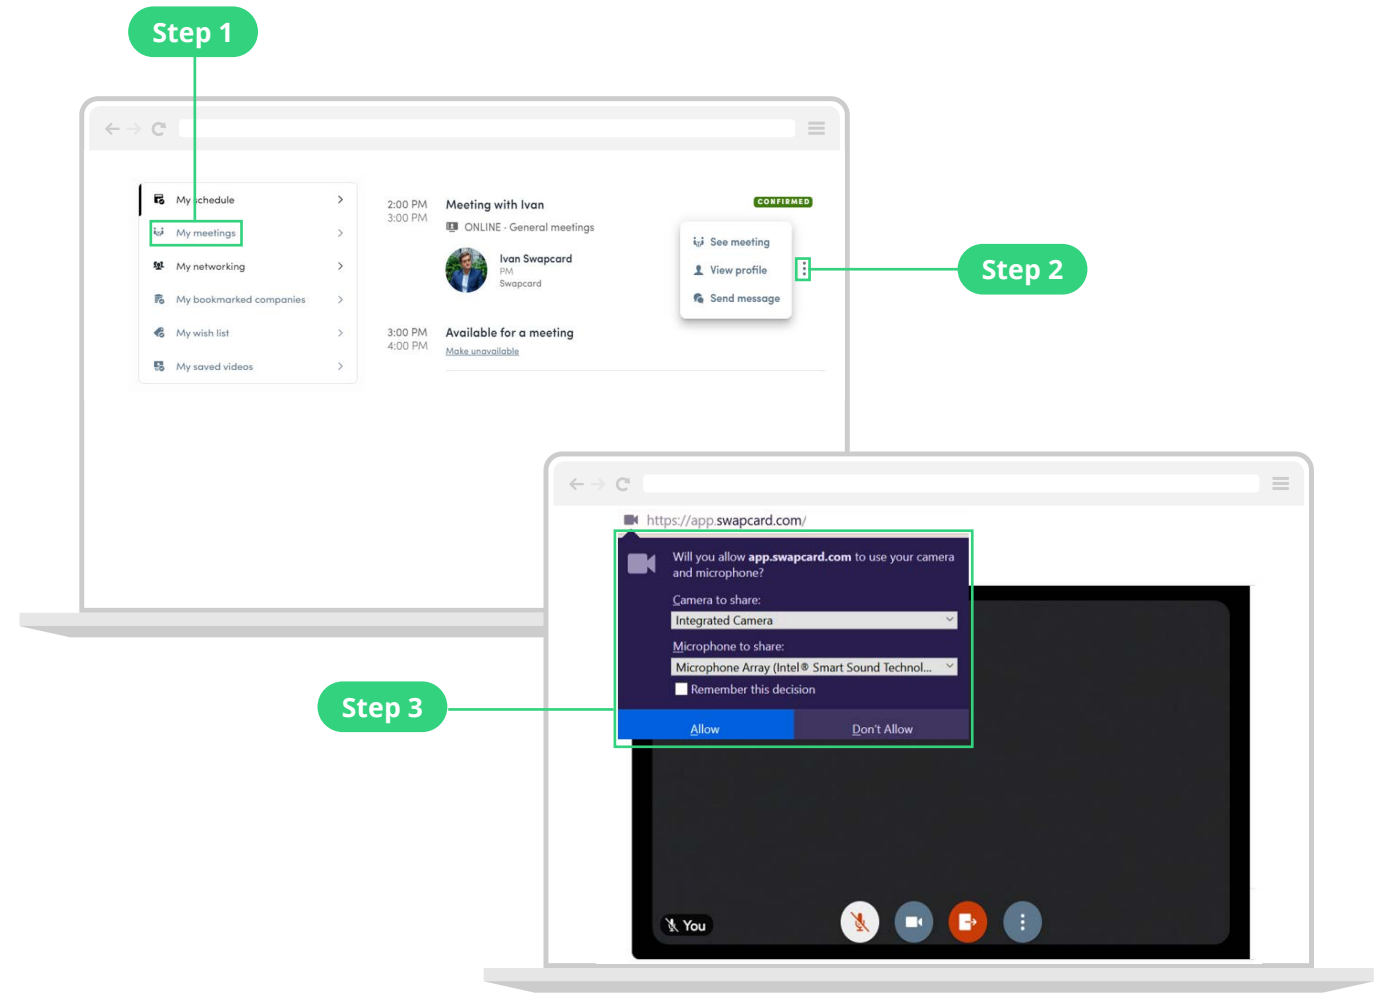 Step 1
My schedule
My meetings
My networking
My bookmarked companies
My wish list
My saved videos
2:00 PM
3:00 PM
Meeting with Ivan
CONFIRMED
ONLINE · General meetings
Ivan Swapcard
PM
Swapcard
See meeting
View profile
Send message
Step 2
3:00 PM
4:00 PM
Available for a meeting
Make unavailable
https://app.swapcard.com/
Will you allow app.swapcard.com to use your camera
and microphone?
Camera to share:
Integrated Camera
Microphone to share:
Microphone Array (Intel® Smart Sound Technol...
Remember this decision
Allow
Don't Allow
Step 3
You